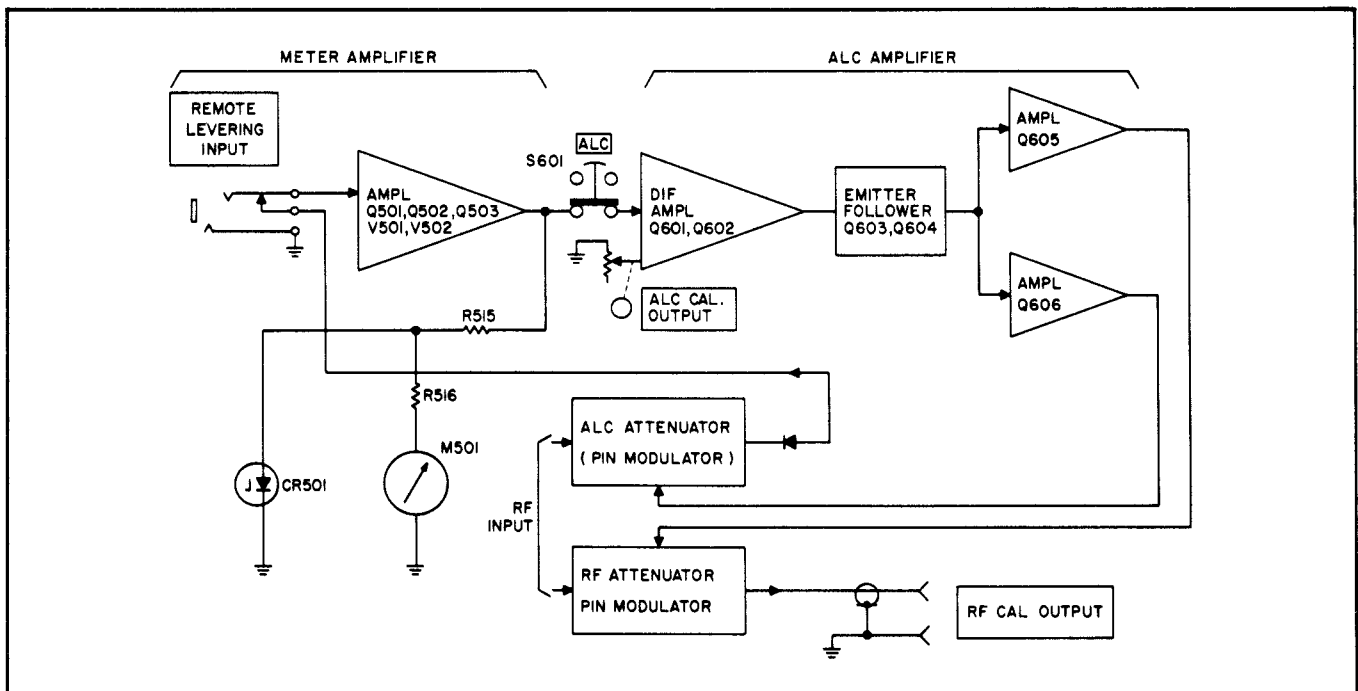 METER AMPLIFIER
ALC AMPLIFIER
REMOTE
LEVERING
INPUT
AMPL
Q501,Q502,Q503
V501,V502
S601
ALC
DIF
AMPL
Q601,Q602
ALC CAL.
OUTPUT
EMITTER
FOLLOWER
Q603,Q604
AMPL
Q605
AMPL
Q606
R515
R516
M501
J
CR501
RF
INPUT
ALC ATTENUATOR
(PIN MODULATOR)
RF ATTENUATOR
PIN MODULATOR
RF CAL OUTPUT